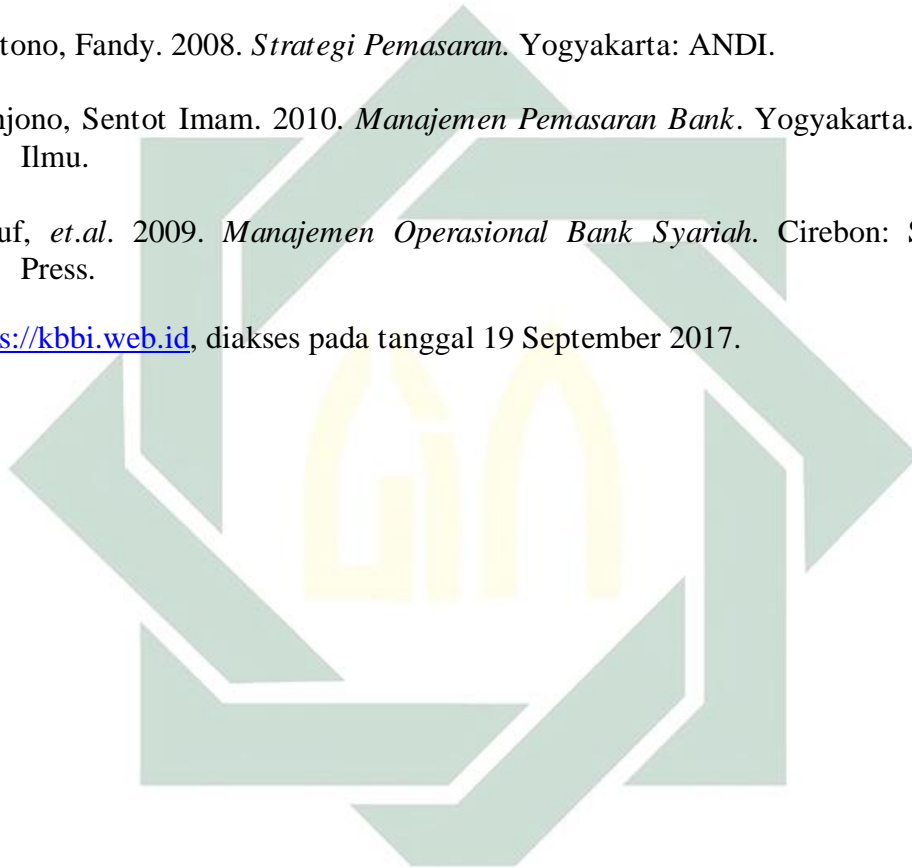 tono, Fandy. 2008. Strategi Pemasaran. Yogyakarta: ANDI.
njono, Sentot Imam. 2010. Manajemen Pemasaran Bank. Yogyakarta.
Ilmu.
uf, et.al. 2009. Manajemen Operasional Bank Syariah. Cirebon: S
Press.
s://kbbi.web.id, diakses pada tanggal 19 September 2017.